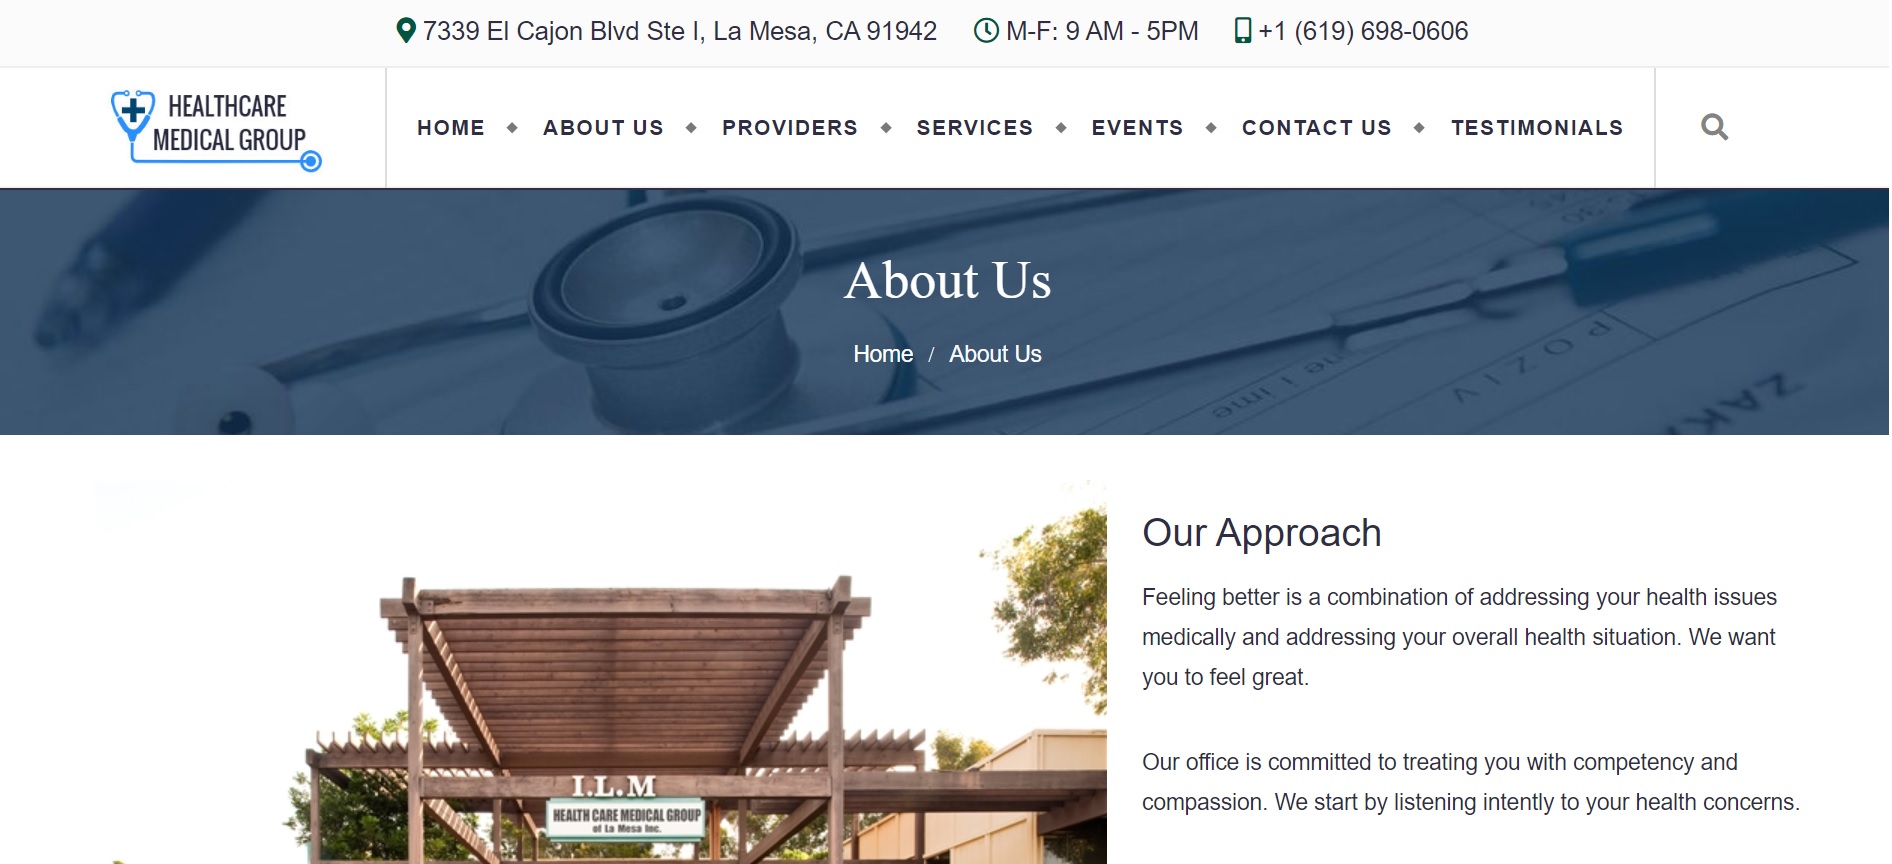 7339 El Cajon Blvd Ste I, La Mesa, CA 91942 M-F: 9 AM - 5PM +1 (619) 698-0606
HEALTHCARE
MEDICAL GROUP
HOME ABOUT US PROVIDERS SERVICES EVENTS CONTACT US TESTIMONIALS
About Us
Home / About Us
POZIV
ZAK
Our Approach
Feeling better is a combination of addressing your health issues
medically and addressing your overall health situation. We want
you to feel great.
Our office is committed to treating you with competency and
compassion. We start by listening intently to your health concerns.
I.L.M
HEALTH CARE MEDICAL GROUP
of La Mesa Inc.